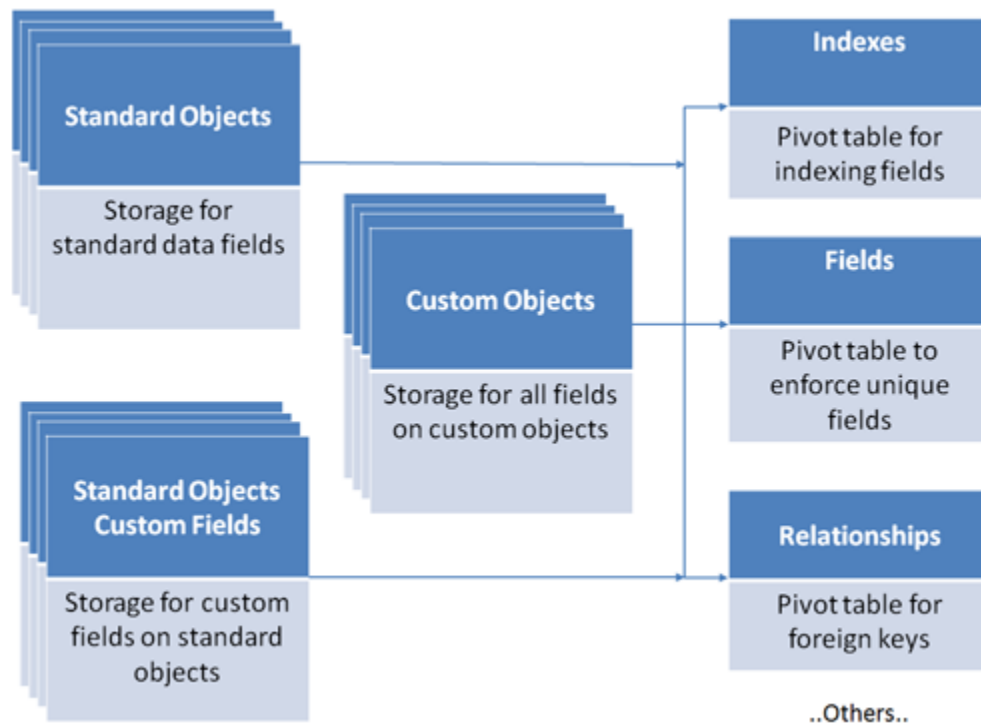 Standard Objects
Storage for
standard data fields
Custom Objects
Storage for all fields
on custom objects
Standard Objects
Custom Fields
Storage for custom
fields on standard
objects
Indexes
Pivot table for
indexing fields
Fields
Pivot table to
enforce unique
fields
Relationships
Pivot table for
foreign keys
..Others..